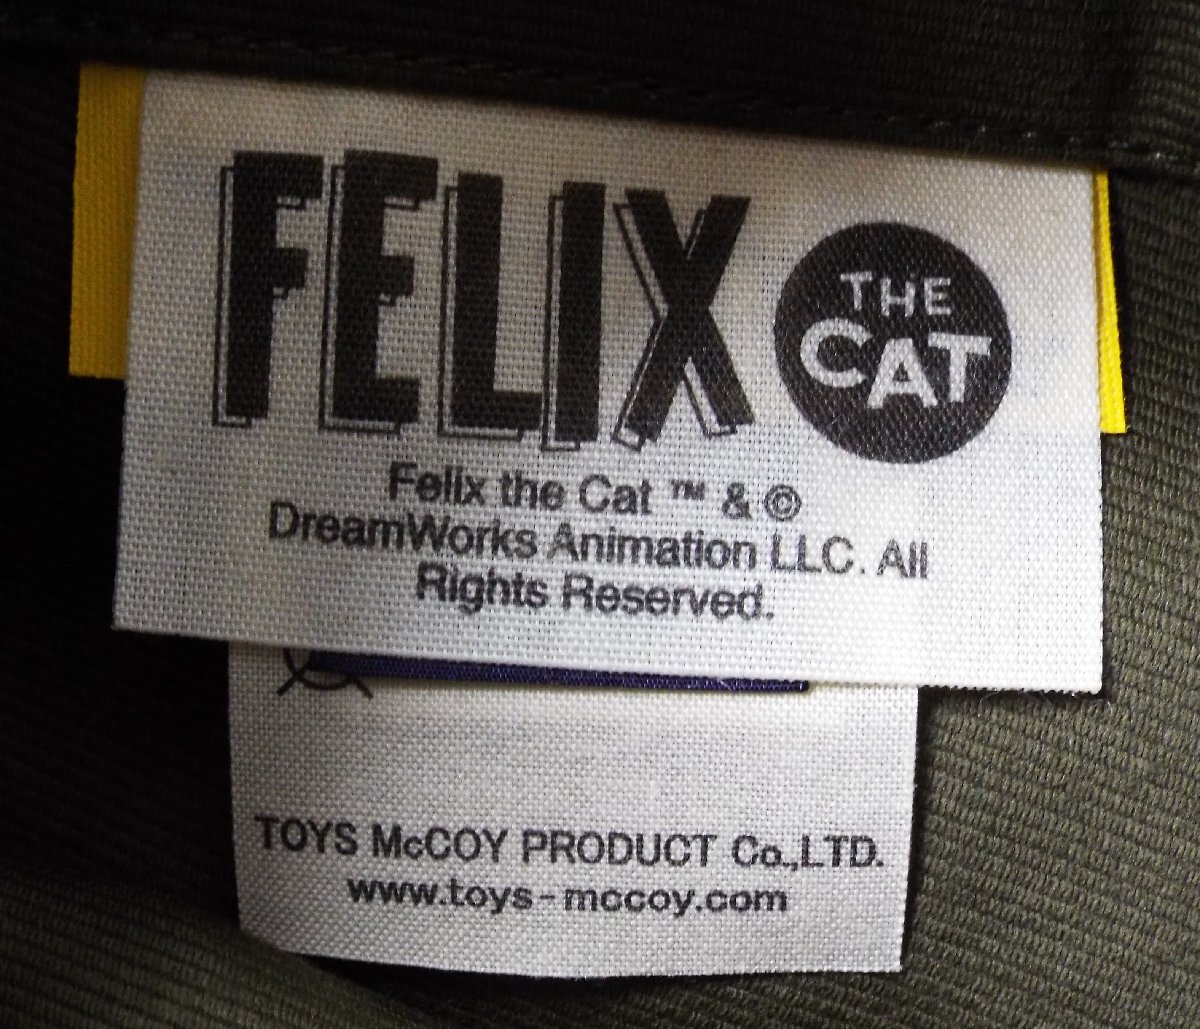 FELIX THE CAT
Felix the Cat ™ & ©
DreamWorks Animation LLC. All
Rights Reserved.
TOYS McCOY PRODUCT Co.,LTD.
www.toys-mccoy.com